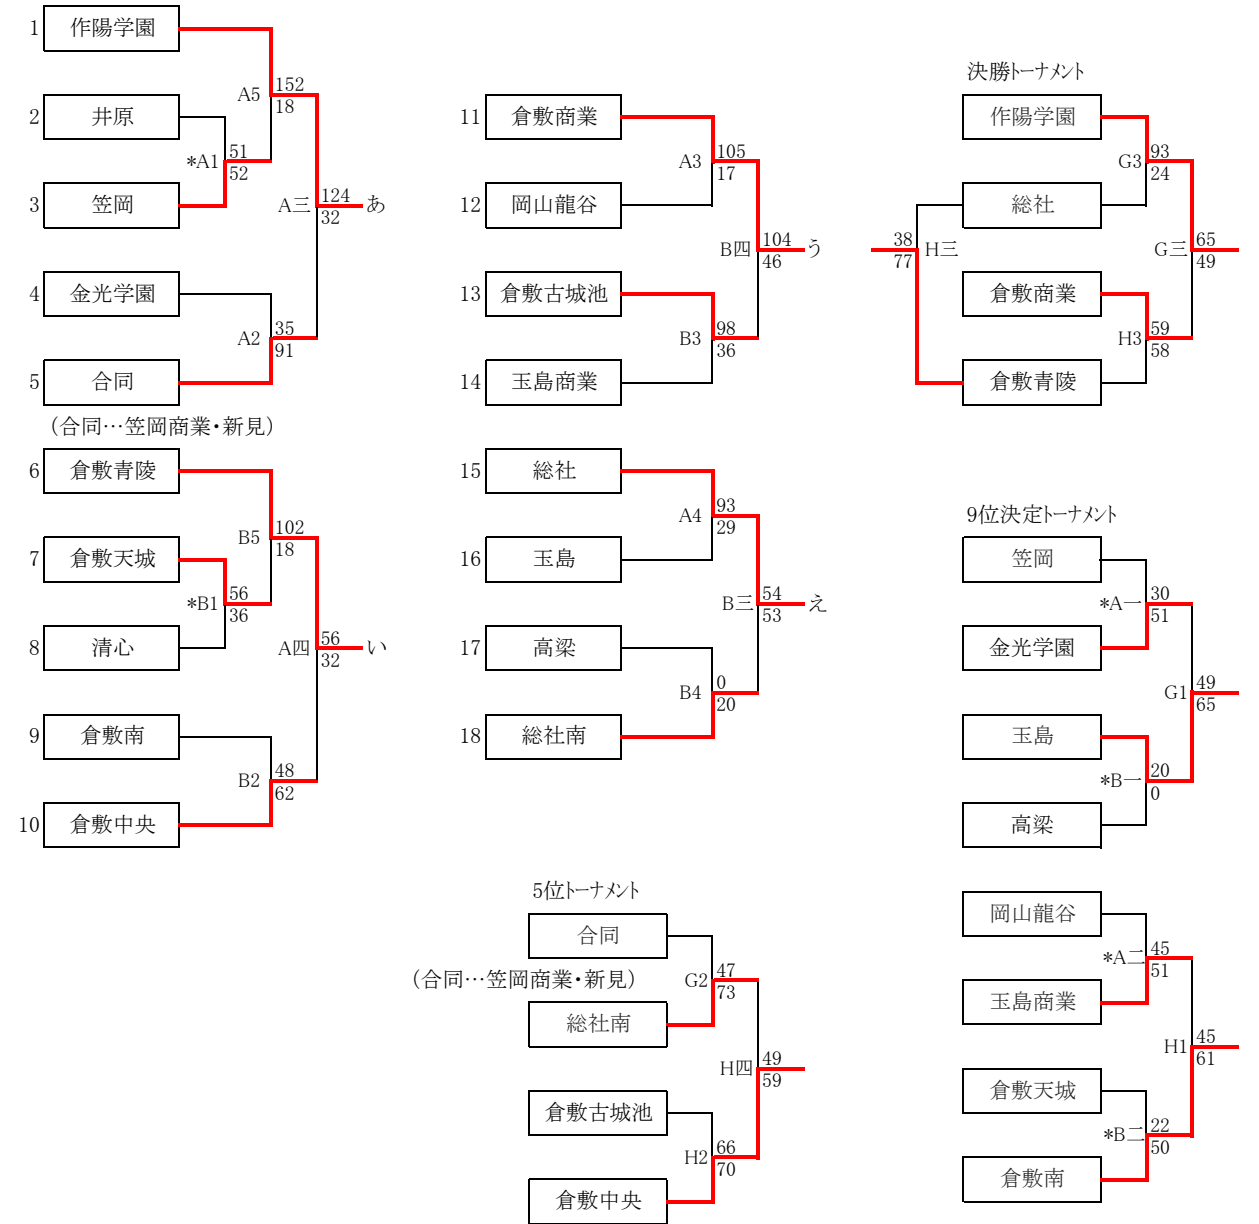 1 作陽学園
2 井原
3 笠岡
4 金光学園
5 合同
(合同…笠岡商業・新見)
*A1 51 52
A5 152 18
A2 35 91
A三 124 32 あ
6 倉敷青陵
7 倉敷天城
8 清心
9 倉敷南
10 倉敷中央
*B1 56 36
B5 102 18
B2 48 62
A四 56 32 い
11 倉敷商業
12 岡山龍谷
13 倉敷古城池
14 玉島商業
A3 105 17
B3 98 36
B四 104 46 う
15 総社
16 玉島
17 高梁
18 総社南
A4 93 29
B4 0 20
B三 54 53 え
5位トーナメント
合同
(合同…笠岡商業・新見)
総社南
倉敷古城池
倉敷中央
G2 47 73
H2 66 70
H四 49 59
決勝トーナメント
作陽学園
総社
倉敷商業
倉敷青陵
G3 93 24
H3 59 58
G三 65 49
38 77 H三
9位決定トーナメント
笠岡
金光学園
玉島
高梁
*A一 30 51
*B一 20 0
G1 49 65
岡山龍谷
玉島商業
倉敷天城
倉敷南
*A二 45 51
*B二 22 50
H1 45 61